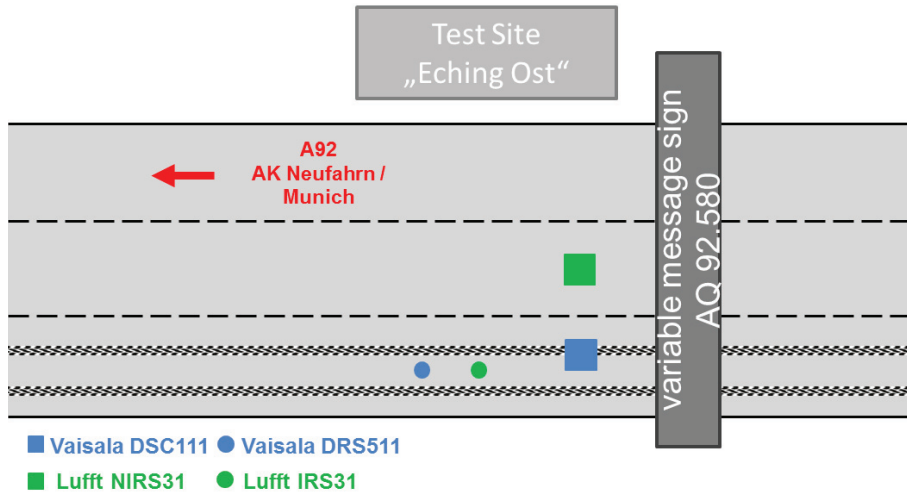 Test Site
„Eching Ost“
variable message sign
AQ 92.580
A92
AK Neufahrn /
Munich
Vaisala DSC111 Vaisala DRS511
Lufft NIRS31 Lufft IRS31